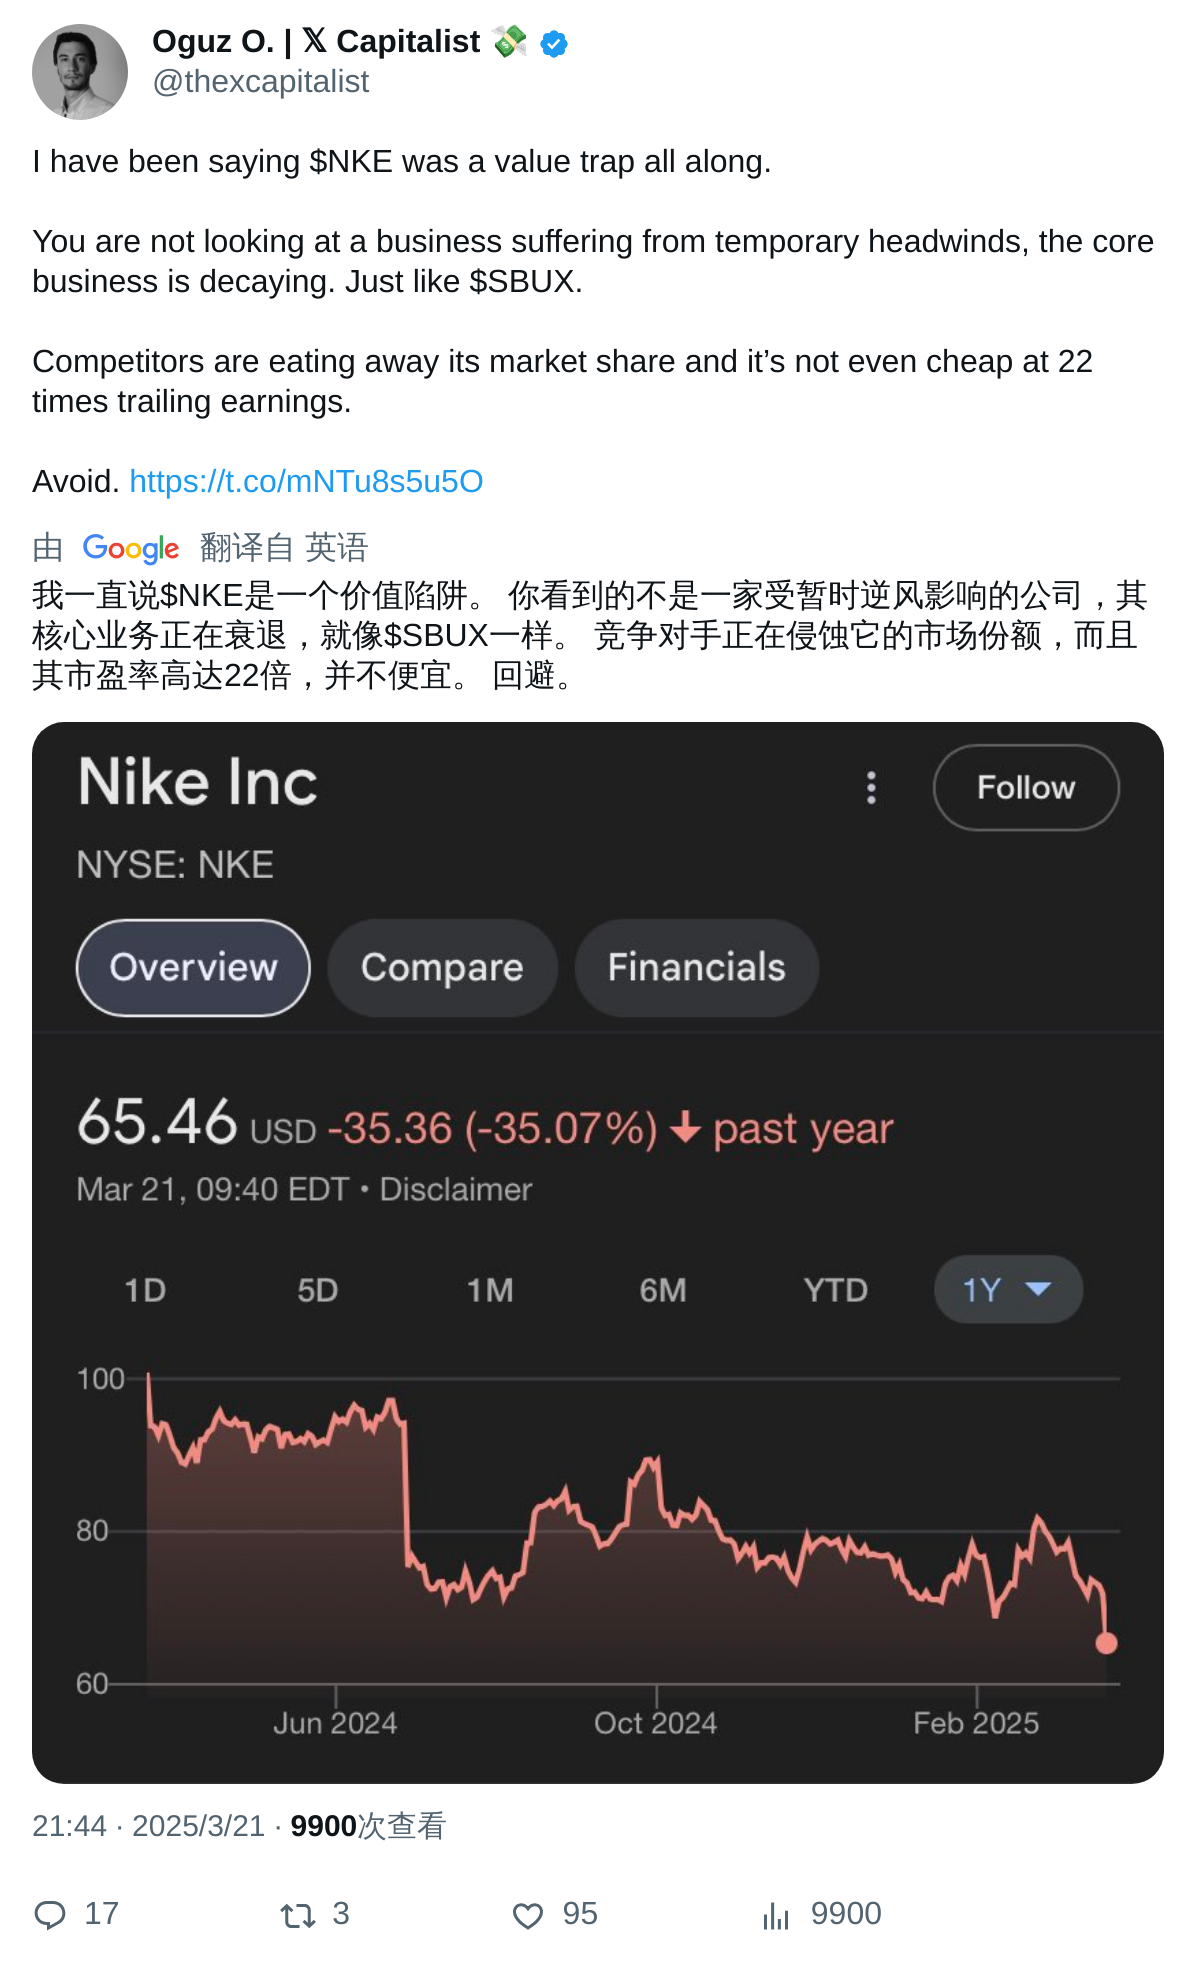 Oguz O. | 𝕏 Capitalist 💸
@thexcapitalist
I have been saying $NKE was a value trap all along.
You are not looking at a business suffering from temporary headwinds, the core
business is decaying. Just like $SBUX.
Competitors are eating away its market share and it’s not even cheap at 22
times trailing earnings.
Avoid. https://t.co/mNTu8s5u5O
由 Google 翻译自 英语
我一直说$NKE是一个价值陷阱。 你看到的不是一家受暂时逆风影响的公司，其
核心业务正在衰退，就像$SBUX一样。 竞争对手正在侵蚀它的市场份额，而且
其市盈率高达22倍，并不便宜。 回避。
Nike Inc
Follow
NYSE: NKE
Overview Compare Financials
65.46 USD -35.36 (-35.07%) ↓ past year
Mar 21, 09:40 EDT • Disclaimer
1D 5D 1M 6M YTD 1Y
100
80
60
Jun 2024 Oct 2024 Feb 2025
21:44 · 2025/3/21 · 9900次查看
17 3 95 9900